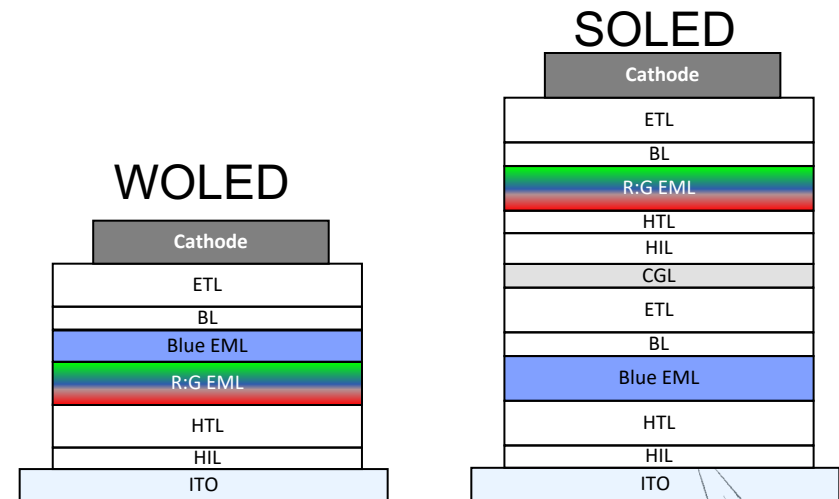 WOLED
Cathode
ETL
BL
Blue EML
R:G EML
HTL
HIL
ITO
SOLED
Cathode
ETL
BL
R:G EML
HTL
HIL
CGL
ETL
BL
Blue EML
HTL
HIL
ITO